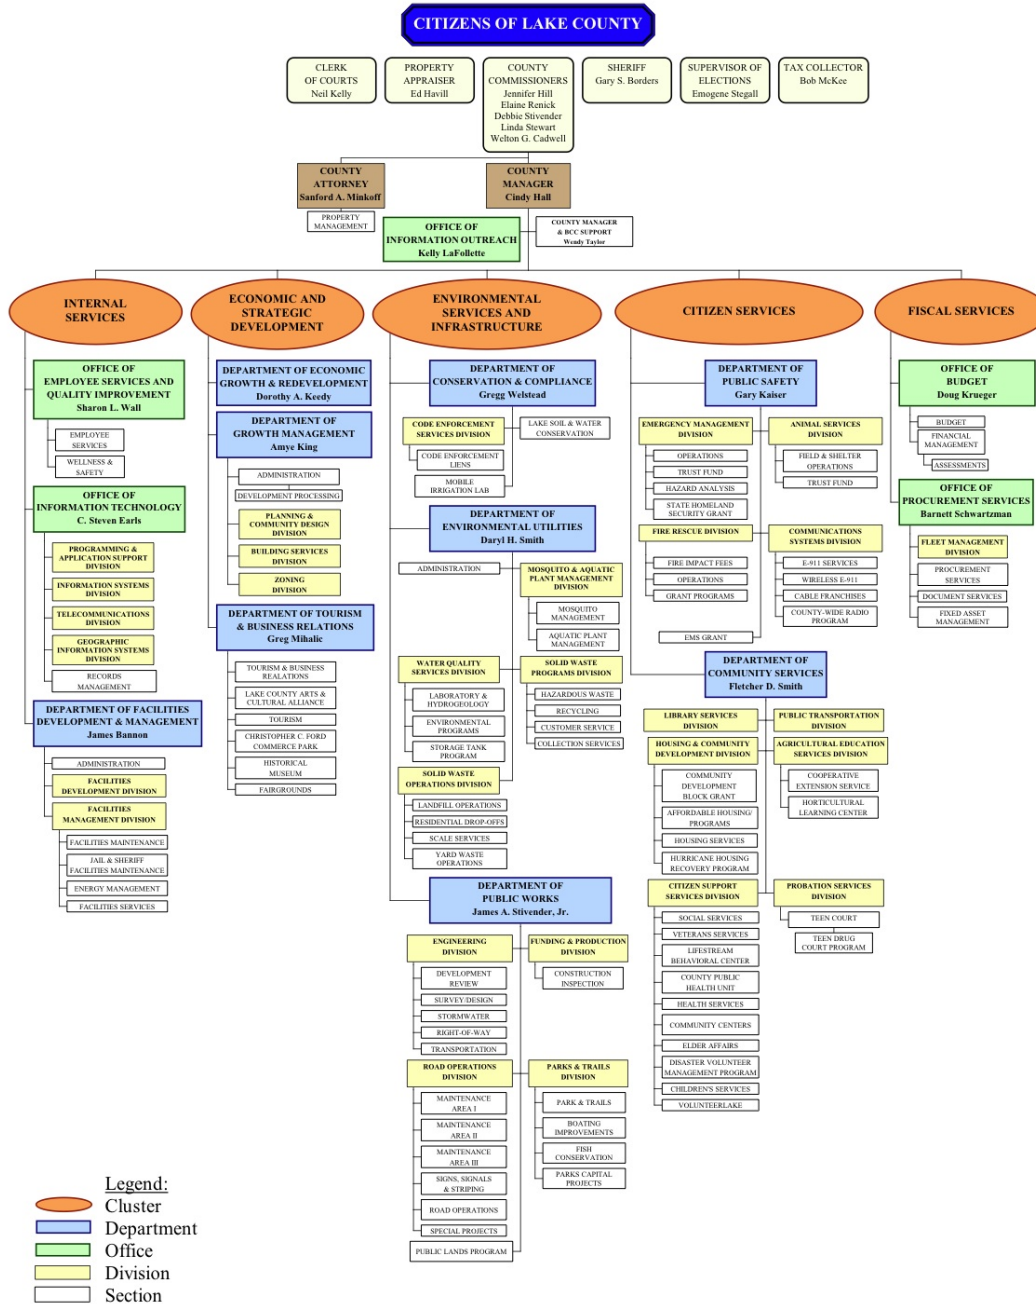 CITIZENS OF LAKE COUNTY
CLERK
OF COURTS
Neil Kelly
PROPERTY
APPRAISER
Ed Havill
COUNTY
COMMISSIONERS
Jennifer Hill
Elaine Renick
Debbie Stivender
Linda Stewart
Welton G. Cadwell
SHERIFF
Gary S. Borders
SUPERVISOR OF
ELECTIONS
Emogene Stegall
TAX COLLECTOR
Bob McKee
COUNTY
ATTORNEY
Sanford A. Minkoff
PROPERTY
MANAGEMENT
COUNTY
MANAGER
Cindy Hall
OFFICE OF
INFORMATION OUTREACH
Kelly LaFollette
COUNTY MANAGER
& BCC SUPPORT
Wendy Taylor
INTERNAL
SERVICES
OFFICE OF
EMPLOYEE SERVICES AND
QUALITY IMPROVEMENT
Sharon L. Wall
EMPLOYEE
SERVICES
WELLNESS &
SAFETY
OFFICE OF
INFORMATION TECHNOLOGY
C. Steven Earls
PROGRAMMING &
APPLICATION SUPPORT
DIVISION
INFORMATION SYSTEMS
DIVISION
TELECOMMUNICATIONS
DIVISION
GEOGRAPHIC
INFORMATION SYSTEMS
DIVISION
RECORDS
MANAGEMENT
DEPARTMENT OF FACILITIES
DEVELOPMENT & MANAGEMENT
James Bannon
ADMINISTRATION
FACILITIES
DEVELOPMENT DIVISION
FACILITIES
MANAGEMENT DIVISION
FACILITIES MAINTENANCE
JAIL & SHERIFF
FACILITIES MAINTENANCE
ENERGY MANAGEMENT
FACILITIES SERVICES
ECONOMIC AND
STRATEGIC
DEVELOPMENT
DEPARTMENT OF ECONOMIC
GROWTH & REDEVELOPMENT
Dorothy A. Keedy
DEPARTMENT OF
GROWTH MANAGEMENT
Amye King
ADMINISTRATION
DEVELOPMENT PROCESSING
PLANNING &
COMMUNITY DESIGN
DIVISION
BUILDING SERVICES
DIVISION
ZONING
DIVISION
DEPARTMENT OF TOURISM
& BUSINESS RELATIONS
Greg Mihalic
TOURISM & BUSINESS
REALATIONS
LAKE COUNTY ARTS &
CULTURAL ALLIANCE
TOURISM
CHRISTOPHER C. FORD
COMMERCE PARK
HISTORICAL
MUSEUM
FAIRGROUNDS
ENVIRONMENTAL
SERVICES AND
INFRASTRUCTURE
DEPARTMENT OF
CONSERVATION & COMPLIANCE
Gregg Welstead
CODE ENFORCEMENT
SERVICES DIVISION
CODE ENFORCEMENT
LIENS
MOBILE
IRRIGATION LAB
LAKE SOIL & WATER
CONSERVATION
DEPARTMENT OF
ENVIRONMENTAL UTILITIES
Daryl H. Smith
ADMINISTRATION
MOSQUITO & AQUATIC
PLANT MANAGEMENT
DIVISION
MOSQUITO
MANAGEMENT
AQUATIC PLANT
MANAGEMENT
WATER QUALITY
SERVICES DIVISION
LABORATORY &
HYDROGEOLOGY
ENVIRONMENTAL
PROGRAMS
STORAGE TANK
PROGRAM
SOLID WASTE
PROGRAMS DIVISION
HAZARDOUS WASTE
RECYCLING
CUSTOMER SERVICE
COLLECTION SERVICES
SOLID WASTE
OPERATIONS DIVISION
LANDFILL OPERATIONS
RESIDENTIAL DROP-OFFS
SCALE SERVICES
YARD WASTE
OPERATIONS
DEPARTMENT OF
PUBLIC WORKS
James A. Stivender, Jr.
ENGINEERING
DIVISION
DEVELOPMENT
REVIEW
SURVEY/DESIGN
STORMWATER
RIGHT-OF-WAY
TRANSPORTATION
FUNDING & PRODUCTION
DIVISION
CONSTRUCTION
INSPECTION
ROAD OPERATIONS
DIVISION
MAINTENANCE
AREA I
MAINTENANCE
AREA II
MAINTENANCE
AREA III
SIGNS, SIGNALS
& STRIPING
ROAD OPERATIONS
SPECIAL PROJECTS
PUBLIC LANDS PROGRAM
PARKS & TRAILS
DIVISION
PARK & TRAILS
BOATING
IMPROVEMENTS
FISH
CONSERVATION
PARKS CAPITAL
PROJECTS
CITIZEN SERVICES
DEPARTMENT OF
PUBLIC SAFETY
Gary Kaiser
EMERGENCY MANAGEMENT
DIVISION
OPERATIONS
TRUST FUND
HAZARD ANALYSIS
STATE HOMELAND
SECURITY GRANT
ANIMAL SERVICES
DIVISION
FIELD & SHELTER
OPERATIONS
TRUST FUND
FIRE RESCUE DIVISION
FIRE IMPACT FEES
OPERATIONS
GRANT PROGRAMS
COMMUNICATIONS
SYSTEMS DIVISION
E-911 SERVICES
WIRELESS E-911
CABLE FRANCHISES
COUNTY-WIDE RADIO
PROGRAM
EMS GRANT
DEPARTMENT OF
COMMUNITY SERVICES
Fletcher D. Smith
LIBRARY SERVICES
DIVISION
PUBLIC TRANSPORTATION
DIVISION
HOUSING & COMMUNITY
DEVELOPMENT DIVISION
COMMUNITY
DEVELOPMENT
BLOCK GRANT
AFFORDABLE HOUSING/
PROGRAMS
HOUSING SERVICES
HURRICANE HOUSING
RECOVERY PROGRAM
AGRICULTURAL EDUCATION
SERVICES DIVISION
COOPERATIVE
EXTENSION SERVICE
HORTICULTURAL
LEARNING CENTER
CITIZEN SUPPORT
SERVICES DIVISION
SOCIAL SERVICES
VETERANS SERVICES
LIFESTREAM
BEHAVIORAL CENTER
COUNTY PUBLIC
HEALTH UNIT
HEALTH SERVICES
COMMUNITY CENTERS
ELDER AFFAIRS
DISASTER VOLUNTEER
MANAGEMENT PROGRAM
CHILDREN'S SERVICES
VOLUNTEERLAKE
PROBATION SERVICES
DIVISION
TEEN COURT
TEEN DRUG
COURT PROGRAM
FISCAL SERVICES
OFFICE OF
BUDGET
Doug Krueger
BUDGET
FINANCIAL
MANAGEMENT
ASSESSMENTS
OFFICE OF
PROCUREMENT SERVICES
Barnett Schwartzman
FLEET MANAGEMENT
DIVISION
PROCUREMENT
SERVICES
DOCUMENT SERVICES
FIXED ASSET
MANAGEMENT
Legend:
Cluster
Department
Office
Division
Section